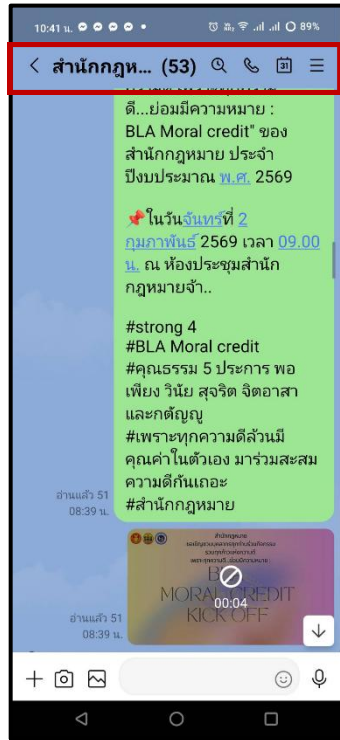 10:41 น.
89%
สำนักกฎห... (53)
31
ดี...ย่อมมีความหมาย :
BLA Moral credit" ของ
สำนักกฎหมาย ประจำ
ปีงบประมาณ พ.ศ. 2569
📌ในวันจันทร์ที่ 2
กุมภาพันธ์ 2569 เวลา 09.00
น. ณ ห้องประชุมสำนัก
กฎหมายจ้า..
#strong 4
#BLA Moral credit
#คุณธรรม 5 ประการ พอ
เพียง วินัย สุจริต จิตอาสา
และกตัญญู
#เพราะทุกความดีล้วนมี
คุณค่าในตัวเอง มาร่วมสะสม
ความดีกันเถอะ
#สำนักกฎหมาย
อ่านแล้ว 51
08:39 น.
สำนักกฎหมาย
BLA
MORAL CREDIT
KICK OFF
00:04
อ่านแล้ว 51
08:39 น.